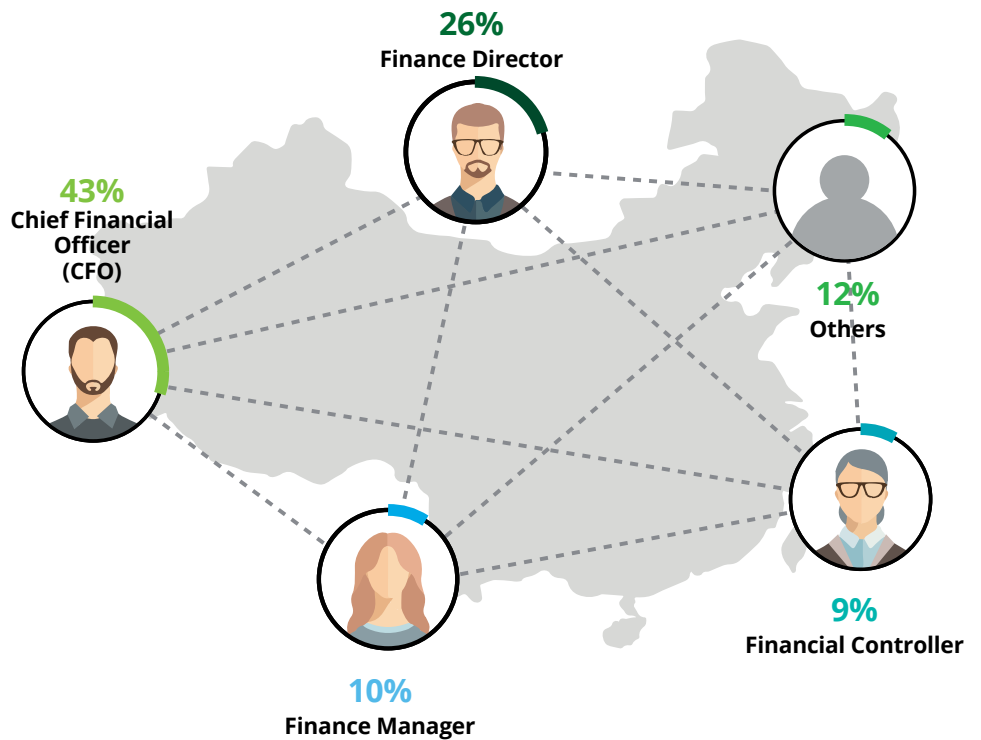 26%
Finance Director
43%
Chief Financial
Officer
(CFO)
12%
Others
9%
Financial Controller
10%
Finance Manager